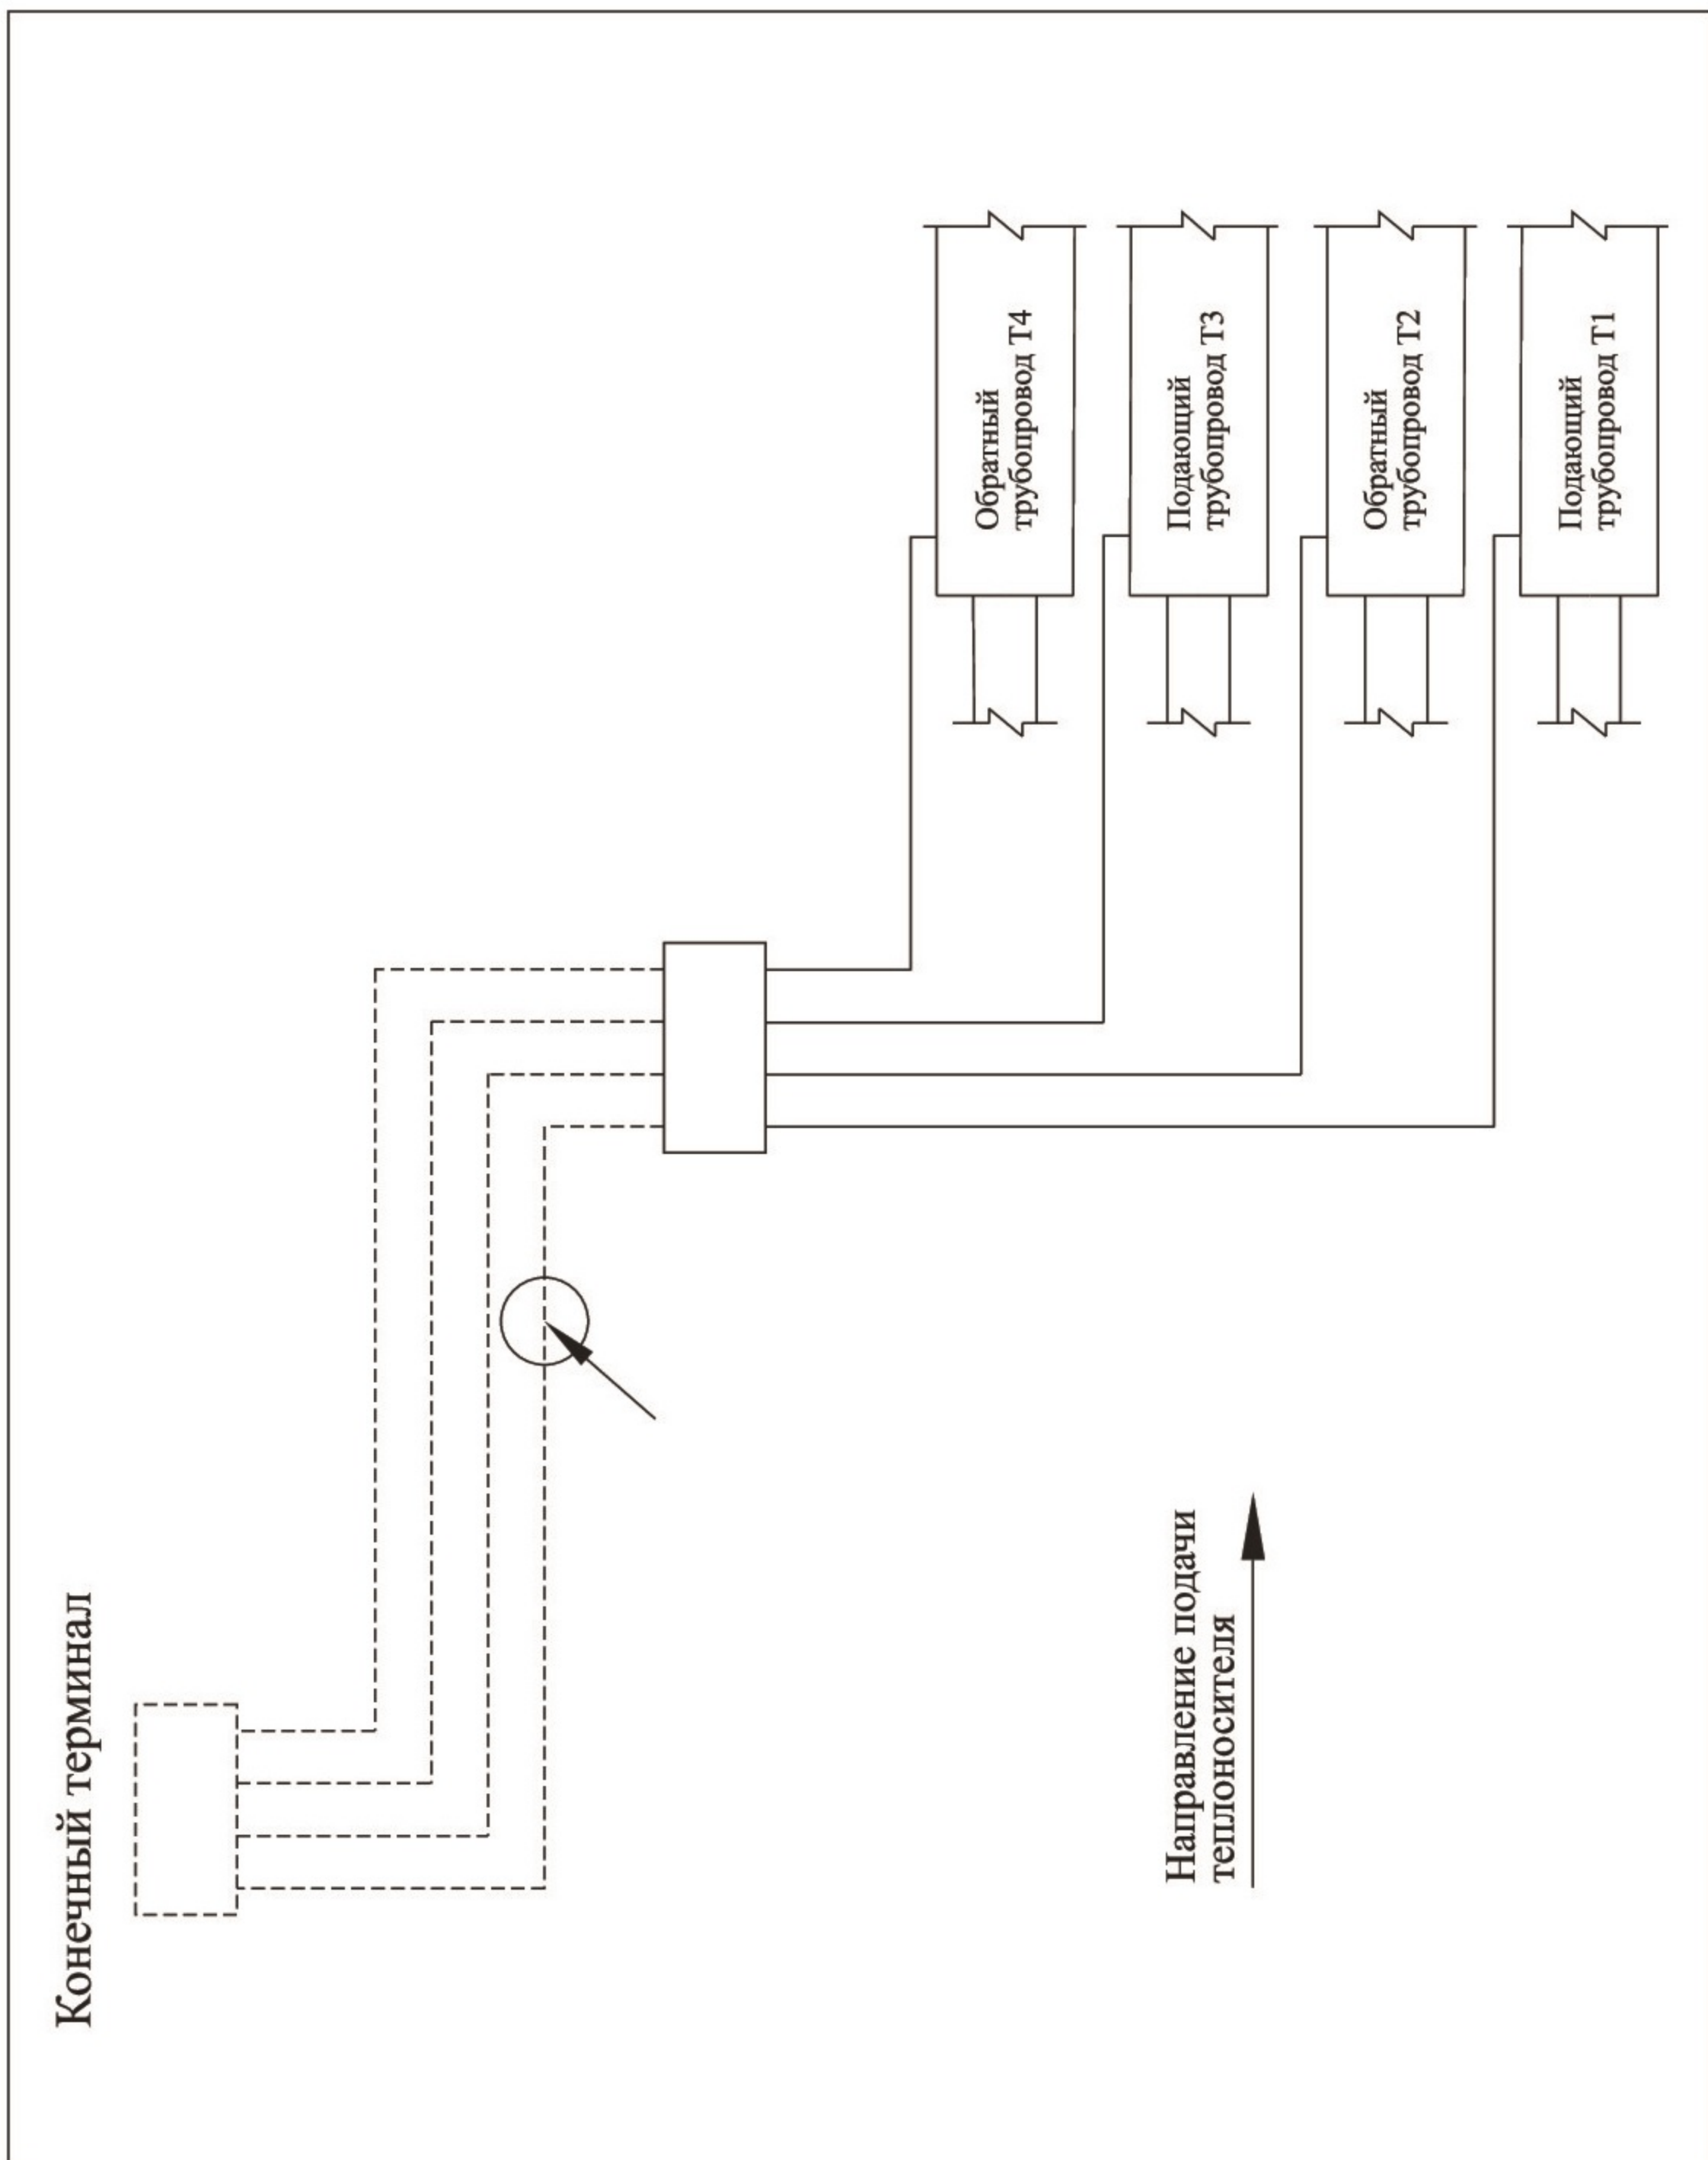 Конечный терминал
Обратный
трубопровод Т4
Подающий
трубопровод Т3
Обратный
трубопровод Т2
Подающий
трубопровод Т1
Направление подачи
теплоносителя